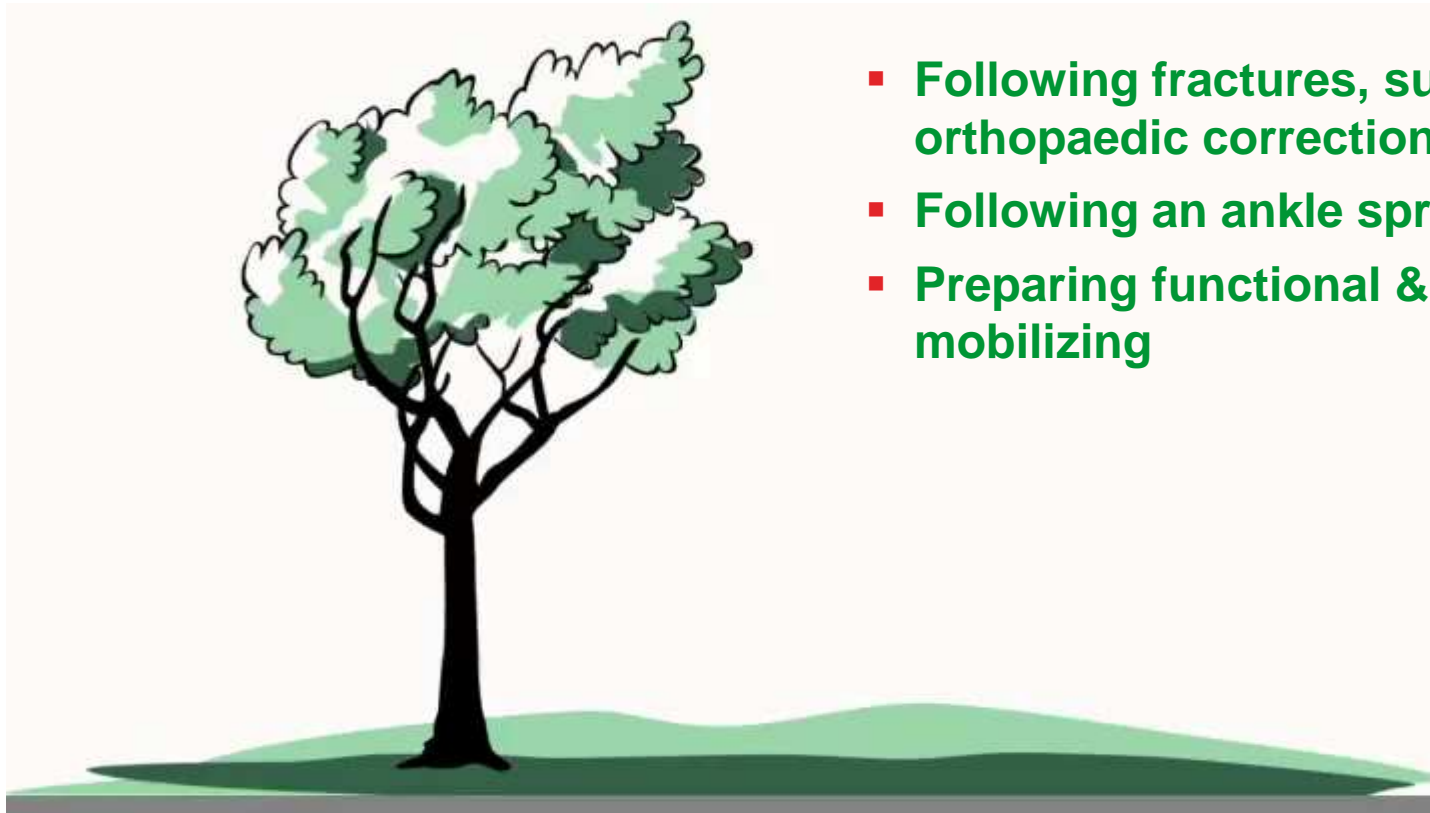 Following fractures, su
orthopaedic correction
Following an ankle spr
Preparing functional &
mobilizing